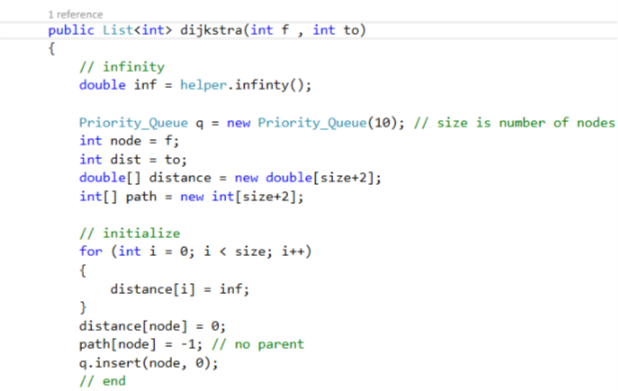 1 reference
public List<int> dijkstra(int f , int to)
{
// infinity
double inf = helper.infinty();
Priority_Queue q = new Priority_Queue(10); // size is number of nodes
int node = f;
int dist = to;
double[] distance = new double[size+2];
int[] path = new int[size+2];
// initialize
for (int i = 0; i < size; i++)
{
distance[i] = inf;
}
distance[node] = 0;
path[node] = -1; // no parent
q.insert(node, 0);
// end